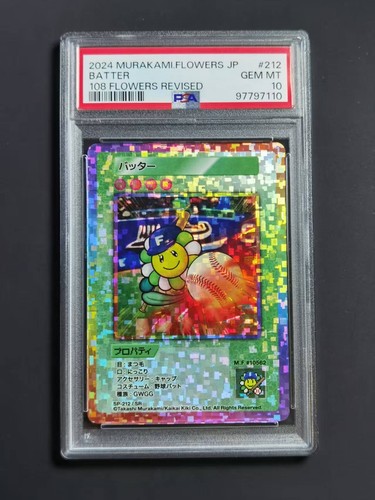 2024 MURAKAMI.FLOWERS JP #212
BATTER GEM MT
108 FLOWERS REVISED 10
PSA 97797110
バッター
F
プロパティ
M.F #10562
目 : まつ毛
口 : にっこり
アクセサリー : キャップ
コスチューム : 野球バット
種族 : GWGG
SP-212 / SR
©Takashi Murakami/Kaikai Kiki Co., Ltd. All Rights Reserved.